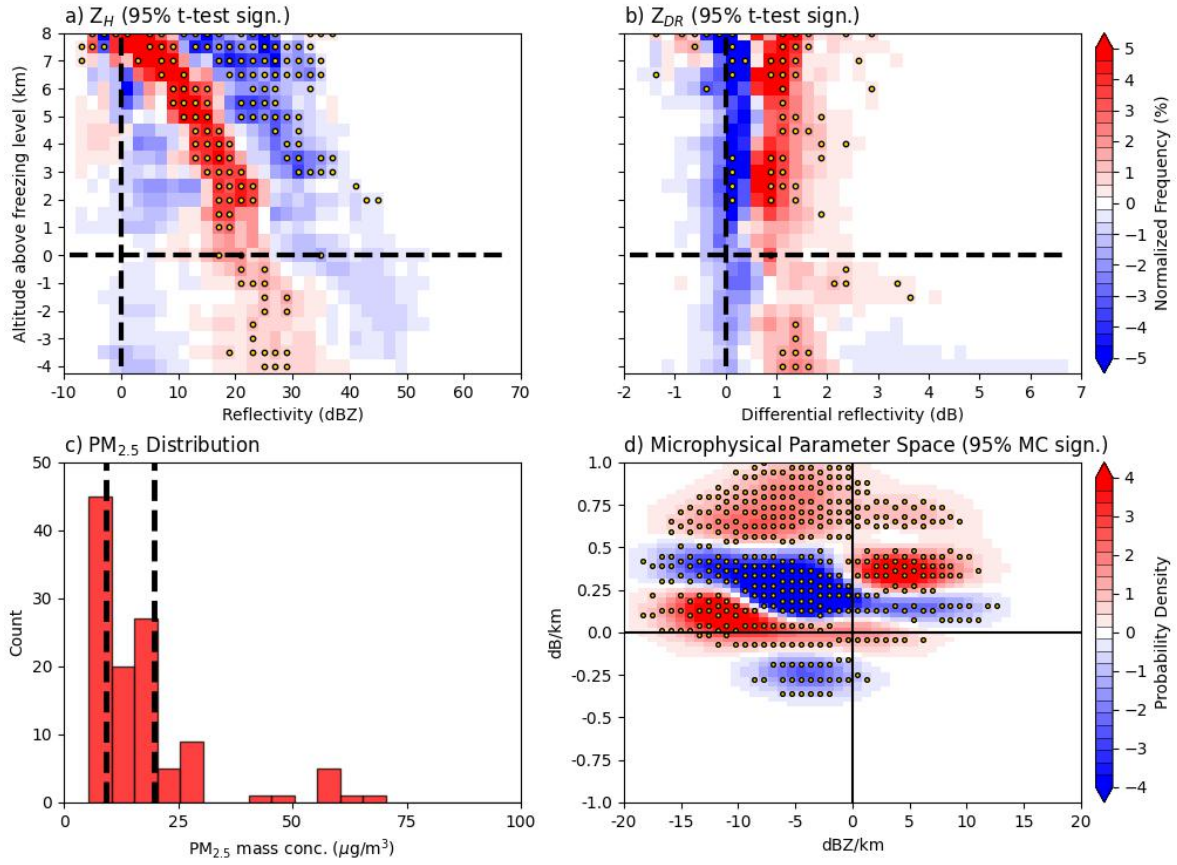 a) Z_H (95% t-test sign.)
b) Z_DR (95% t-test sign.)
8
7
6
5
4
3
2
1
0
-1
-2
-3
-4
Altitude above freezing level (km)
-10 0 10 20 30 40 50 60 70
Reflectivity (dBZ)
-2 -1 0 1 2 3 4 5 6 7
Differential reflectivity (dB)
5
4
3
2
1
0
−1
−2
−3
−4
−5
Normalized Frequency (%)
c) PM2.5 Distribution
d) Microphysical Parameter Space (95% MC sign.)
50
40
30
20
10
0
Count
0 25 50 75 100
PM2.5 mass conc. (μg/m³)
1.0
0.75
0.5
0.25
0.0
-0.25
-0.5
-0.75
-1.0
dB/km
-20 -15 -10 -5 0 5 10 15 20
dBZ/km
4
3
2
1
0
−1
−2
−3
−4
Probability Density